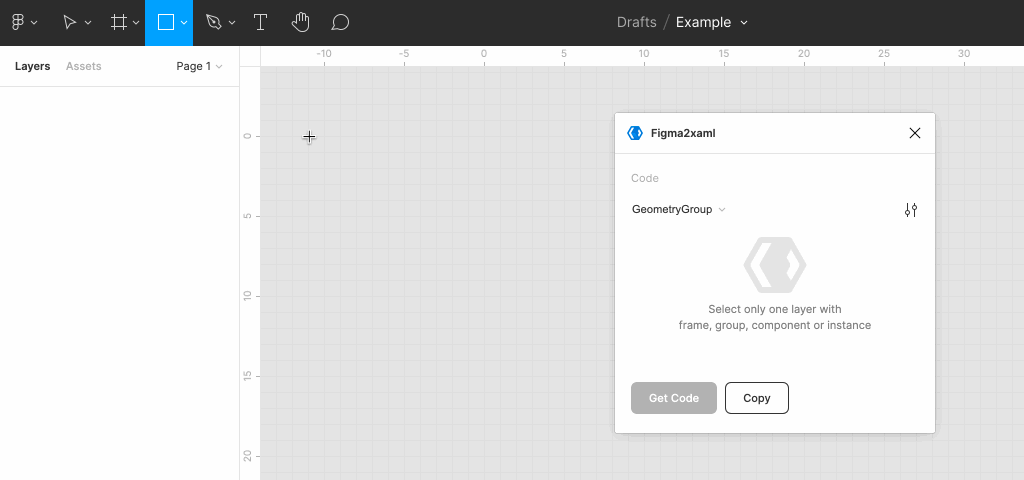 Drafts / Example
Layers Assets Page 1
-10 -5 0 5 10 15 20 25 30
0
5
10
15
20
Figma2xaml
Code
GeometryGroup
Select only one layer with
frame, group, component or instance
Get Code Copy